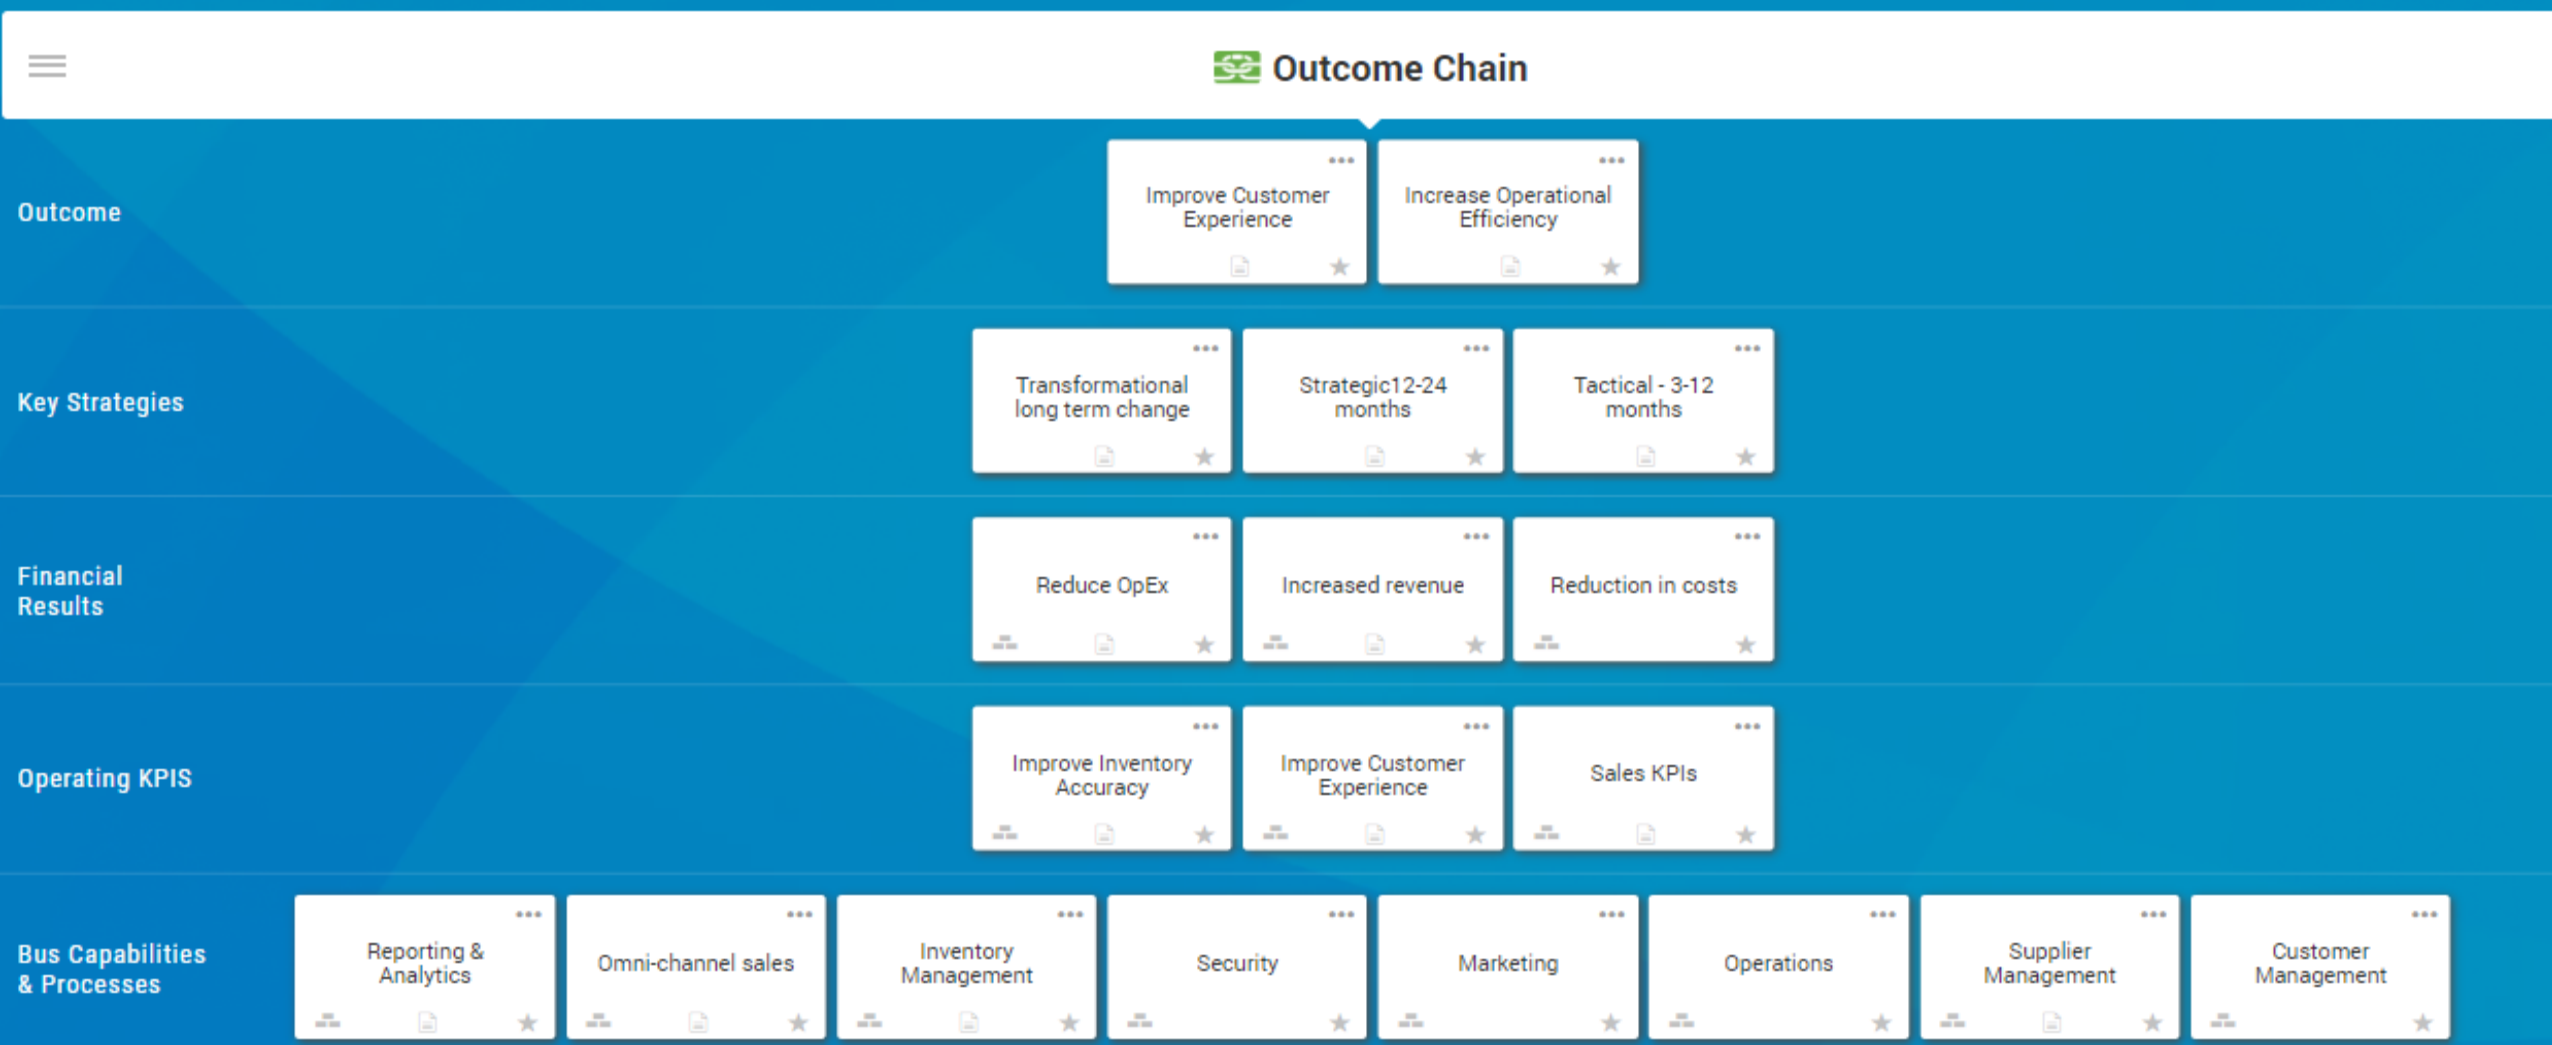 Outcome Chain
Outcome
Improve Customer
Experience
Increase Operational
Efficiency
Key Strategies
Transformational
long term change
Strategic12-24
months
Tactical - 3-12
months
Financial
Results
Reduce OpEx
Increased revenue
Reduction in costs
Operating KPIS
Improve Inventory
Accuracy
Improve Customer
Experience
Sales KPIs
Bus Capabilities
& Processes
Reporting &
Analytics
Omni-channel sales
Inventory
Management
Security
Marketing
Operations
Supplier
Management
Customer
Management